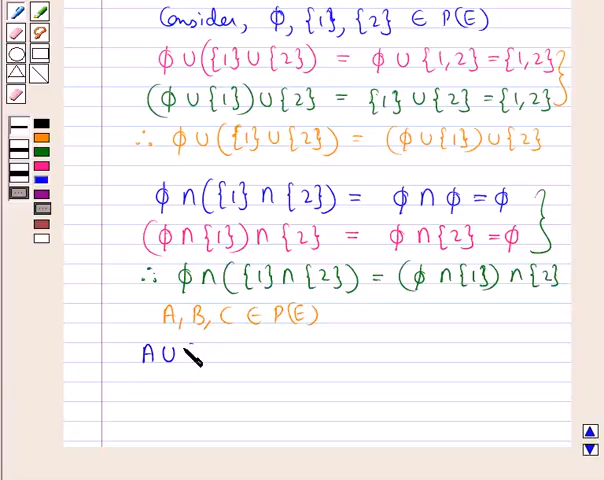 Consider, φ, {1}, {2} ∈ P(E)
φ ∪ ({1} ∪ {2}) = φ ∪ {1,2} = {1,2}
(φ ∪ {1}) ∪ {2} = {1} ∪ {2} = {1,2}
∴ φ ∪ ({1} ∪ {2}) = (φ ∪ {1}) ∪ {2}
φ ∩ ({1} ∩ {2}) = φ ∩ φ = φ
(φ ∩ {1}) ∩ {2} = φ ∩ {2} = φ
∴ φ ∩ ({1} ∩ {2}) = (φ ∩ {1}) ∩ {2}
A, B, C ∈ P(E)
A ∪